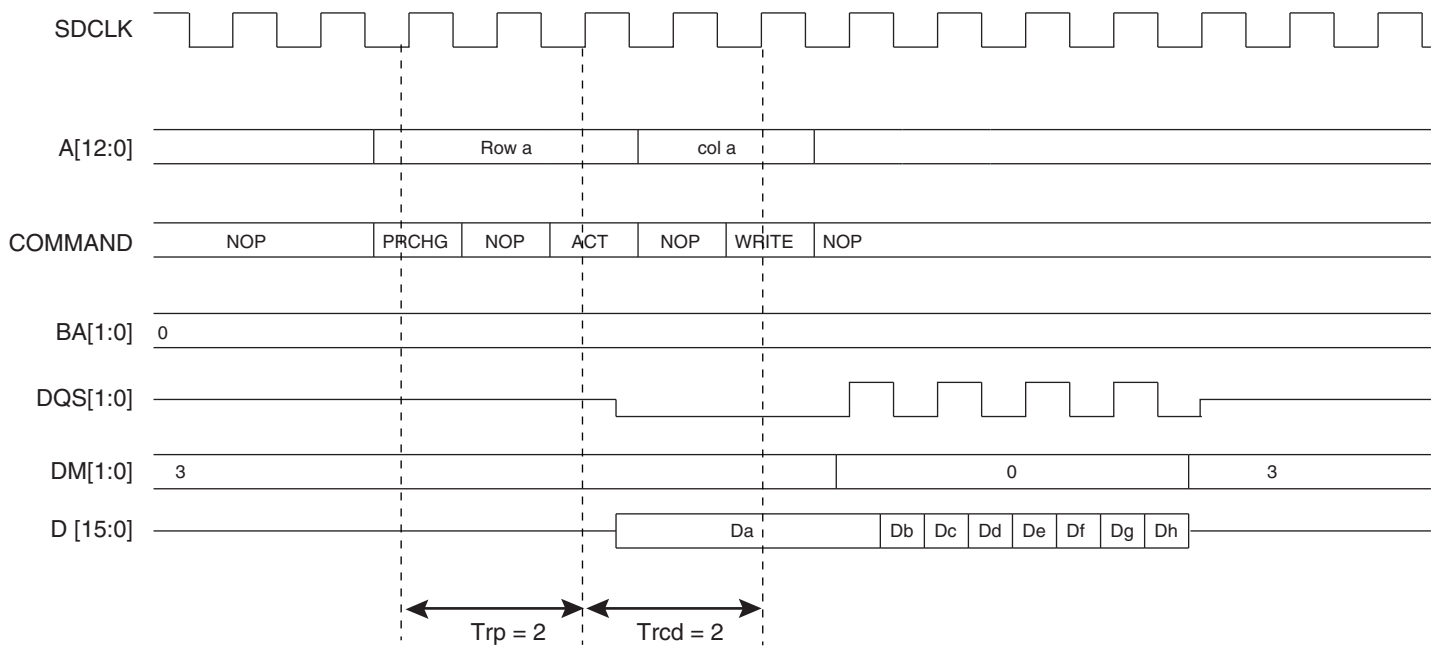 SDCLK
A[12:0] Row a col a
COMMAND NOP PRCHG NOP ACT NOP WRITE NOP
BA[1:0] 0
DQS[1:0]
DM[1:0] 3 0 3
D [15:0] Da Db Dc Dd De Df Dg Dh
Trp = 2 Trcd = 2